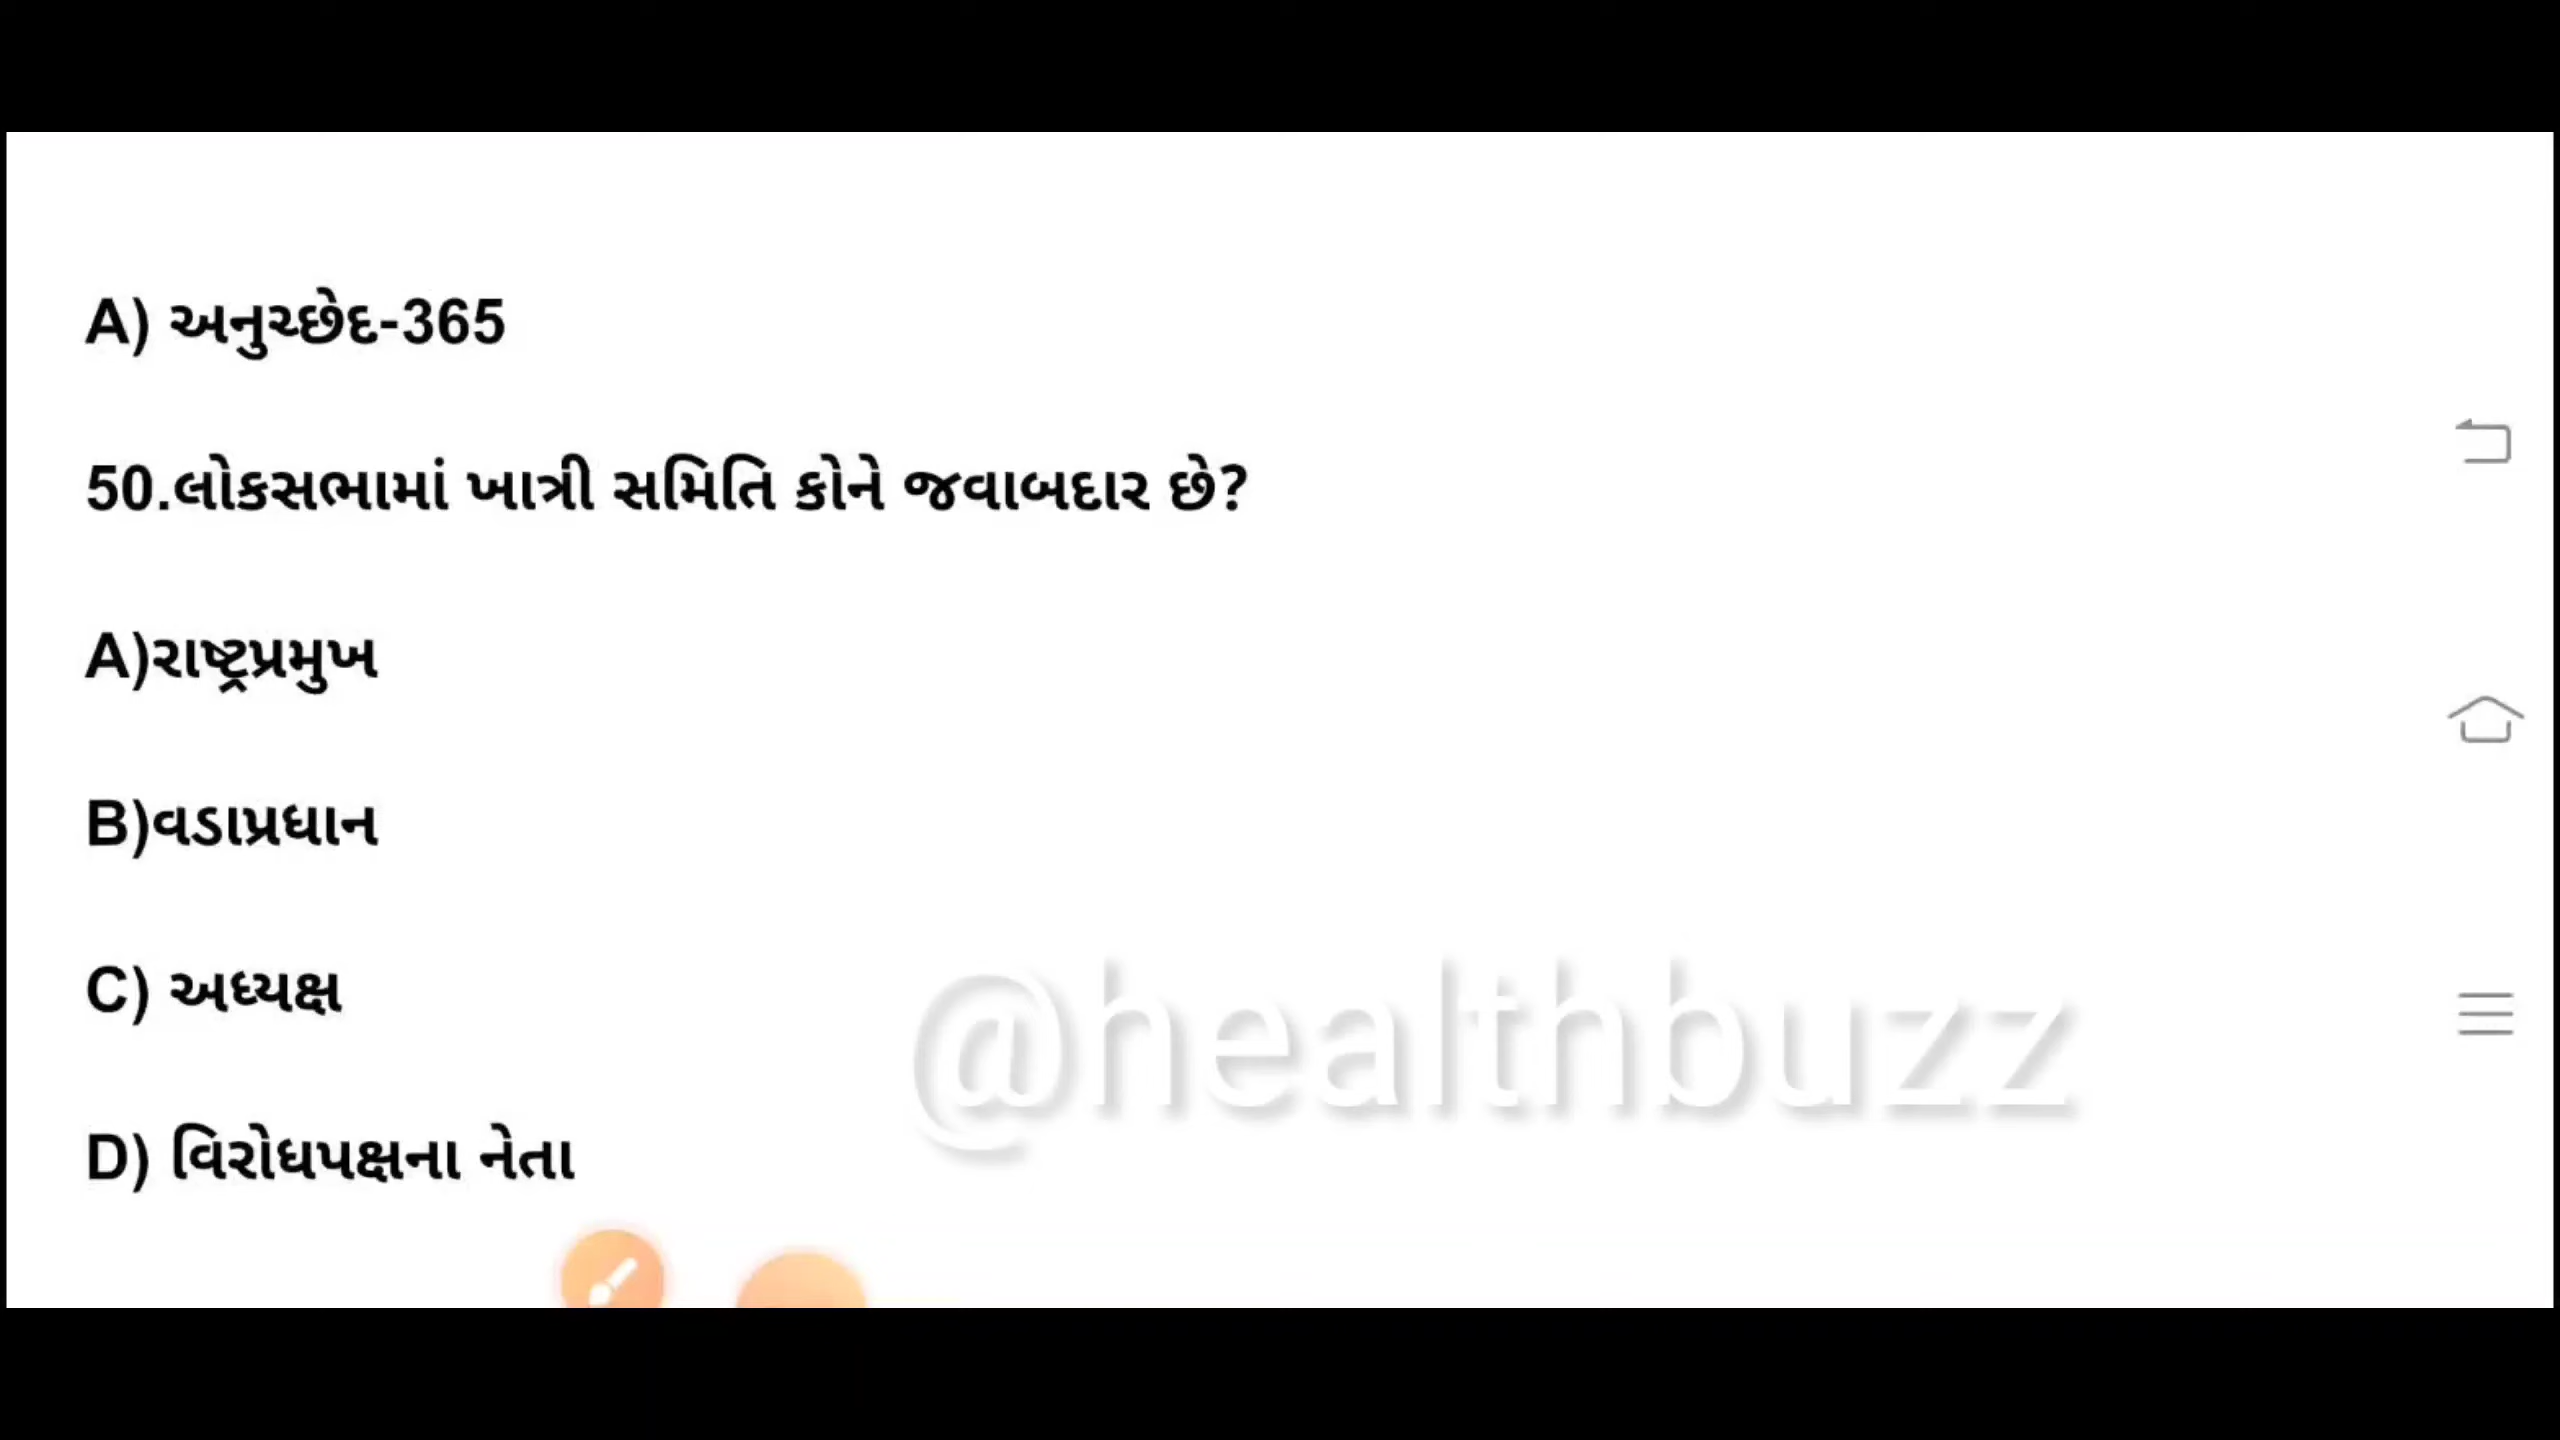 A) અનુચ્છેદ-365
50.લોકસભામાં ખાત્રી સમિતિ કોને જવાબદાર છે?
A)રાષ્ટ્રપ્રમુખ
B)વડાપ્રધાન
C) અધ્યક્ષ
D) વિરોધપક્ષના નેતા
@healthbuzz